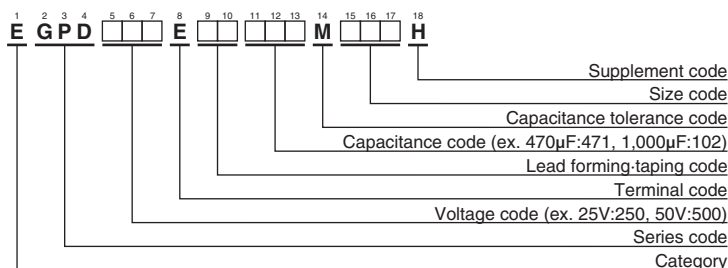 1 2 3 4 5 6 7 8 9 10 11 12 13 14 15 16 17 18
E G P D E M H
Supplement code
Size code
Capacitance tolerance code
Capacitance code (ex. 470µF:471, 1,000µF:102)
Lead forming·taping code
Terminal code
Voltage code (ex. 25V:250, 50V:500)
Series code
Category